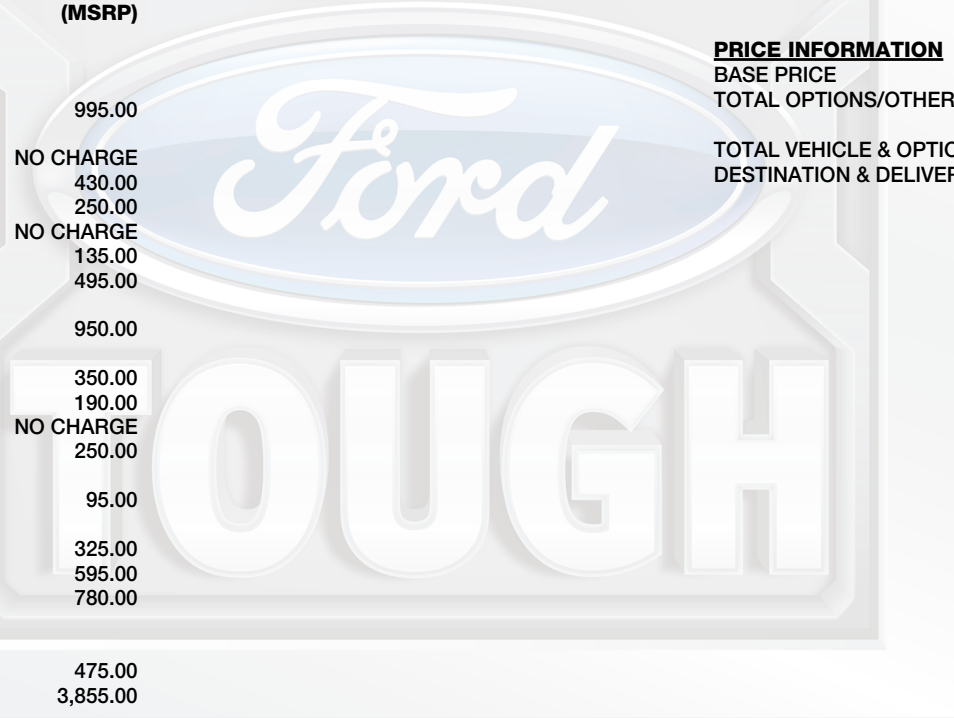 (MSRP)
995.00
NO CHARGE
430.00
250.00
NO CHARGE
135.00
495.00
950.00
350.00
190.00
NO CHARGE
250.00
95.00
325.00
595.00
780.00
475.00
3,855.00
PRICE INFORMATION
BASE PRICE
TOTAL OPTIONS/OTHER
TOTAL VEHICLE & OPTIO
DESTINATION & DELIVER
Ford
TOUGH